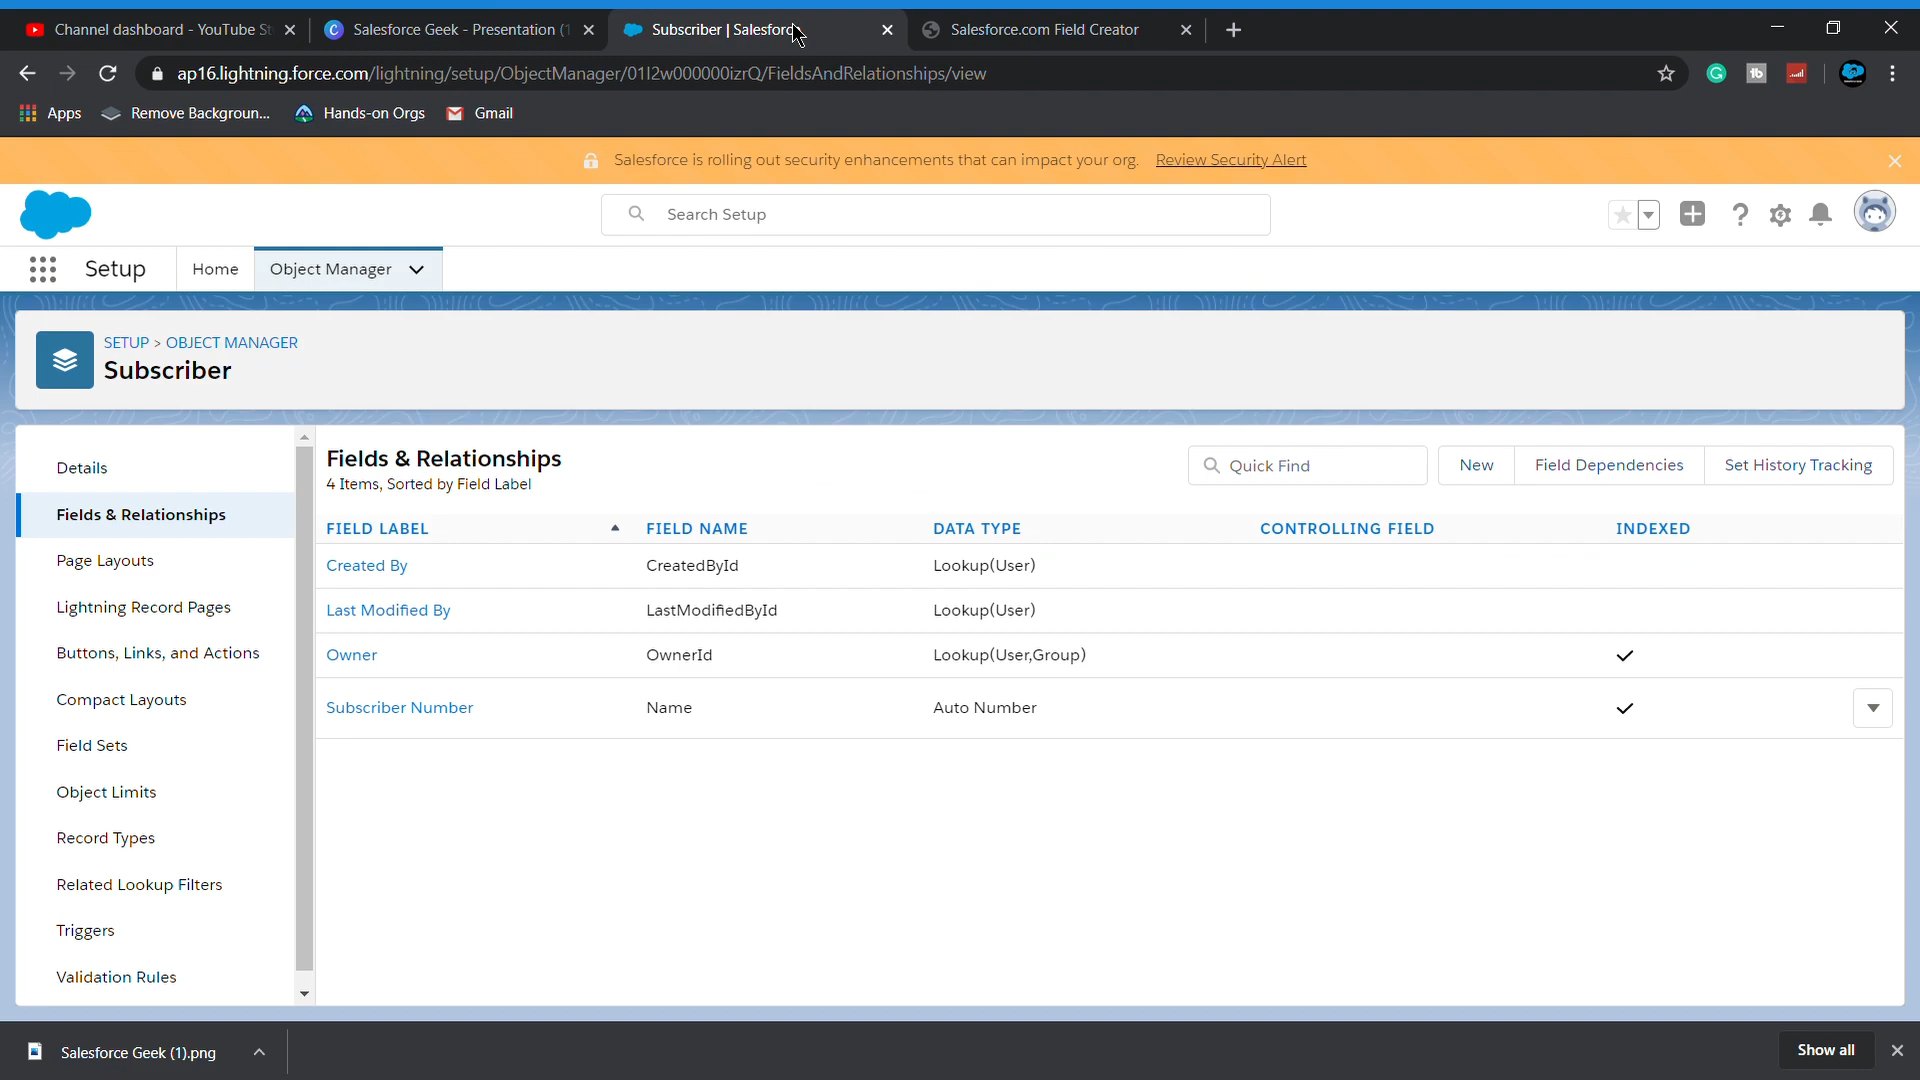 Channel dashboard - YouTube St
Salesforce Geek - Presentation (1
Subscriber | Salesforc
Salesforce.com Field Creator
ap16.lightning.force.com/lightning/setup/ObjectManager/01I2w000000izrQ/FieldsAndRelationships/view
Apps
Remove Backgroun...
Hands-on Orgs
Gmail
Salesforce is rolling out security enhancements that can impact your org. Review Security Alert
Search Setup
Setup
Home
Object Manager
SETUP > OBJECT MANAGER
Subscriber
Details
Fields & Relationships
Page Layouts
Lightning Record Pages
Buttons, Links, and Actions
Compact Layouts
Field Sets
Object Limits
Record Types
Related Lookup Filters
Triggers
Validation Rules
Fields & Relationships
4 Items, Sorted by Field Label
Quick Find
New
Field Dependencies
Set History Tracking
FIELD LABEL FIELD NAME DATA TYPE CONTROLLING FIELD INDEXED
Created By CreatedById Lookup(User)
Last Modified By LastModifiedById Lookup(User)
Owner OwnerId Lookup(User,Group)
Subscriber Number Name Auto Number
Salesforce Geek (1).png
Show all